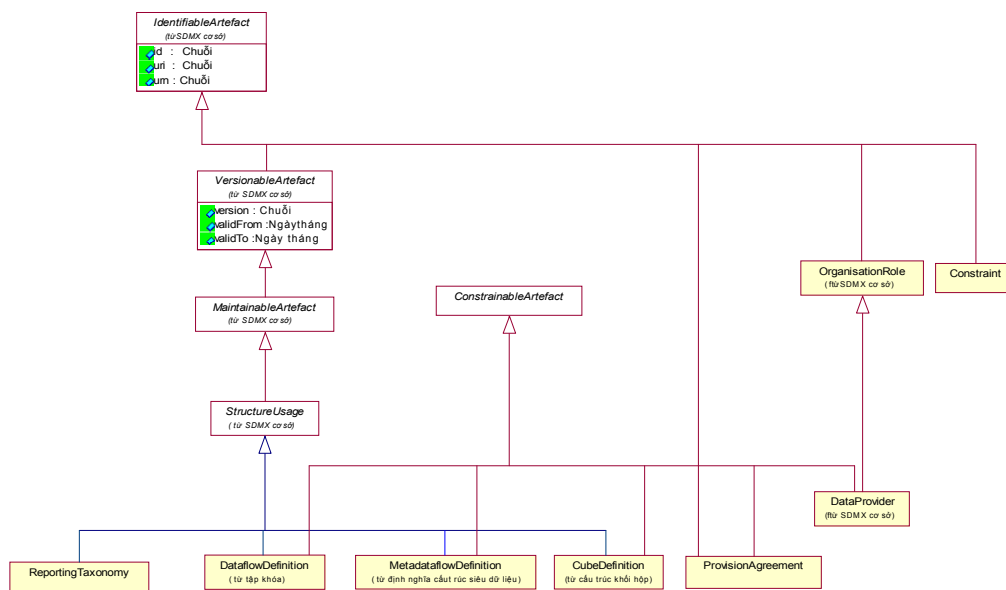 IdentifiableArtefact
(từ SDMX cơ sở)
id : Chuỗi
uri : Chuỗi
urn : Chuỗi
VersionableArtefact
(từ SDMX cơ sở)
version : Chuỗi
validFrom :Ngàytháng
validTo :Ngày tháng
OrganisationRole
(ftừSDMX cơ sở)
Constraint
MaintainableArtefact
(từ SDMX cơ sở)
ConstrainableArtefact
StructureUsage
( từ SDMX cơ sở)
DataProvider
(ftừ SDMX cơ sở)
ReportingTaxonomy
DataflowDefinition
( từ tập khóa)
MetadataflowDefinition
( từ định nghĩa cấut trúc siêu dữ liệu)
CubeDefinition
(từ cấu trúc khối hộp)
ProvisionAgreement